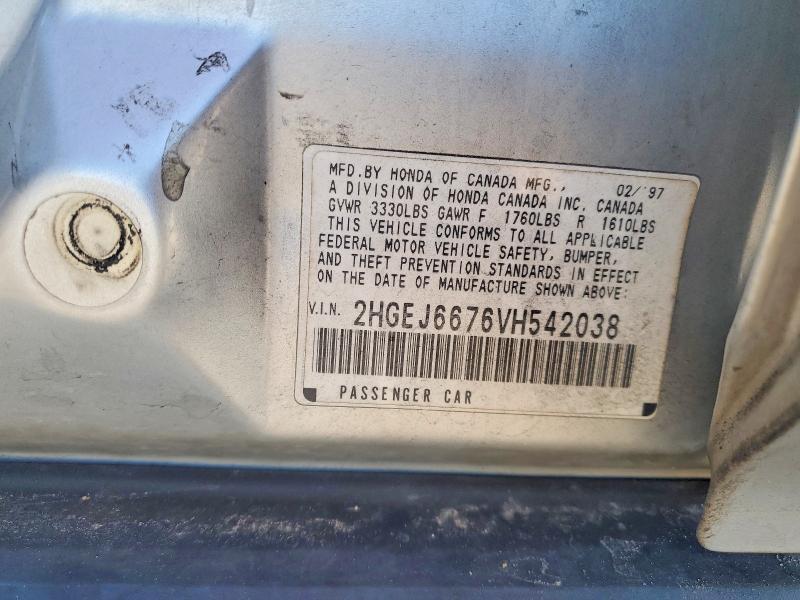 MFD.BY HONDA OF CANADA MFG., 02/'97
A DIVISION OF HONDA CANADA INC. CANADA
GVWR 3330LBS GAWR F 1760LBS R 1610LBS
THIS VEHICLE CONFORMS TO ALL APPLICABLE
FEDERAL MOTOR VEHICLE SAFETY, BUMPER,
AND THEFT PREVENTION STANDARDS IN EFFECT
ON THE DATE OF MANUFACTURE SHOWN ABOVE:
V.I.N. 2HGEJ6676VH542038
PASSENGER CAR